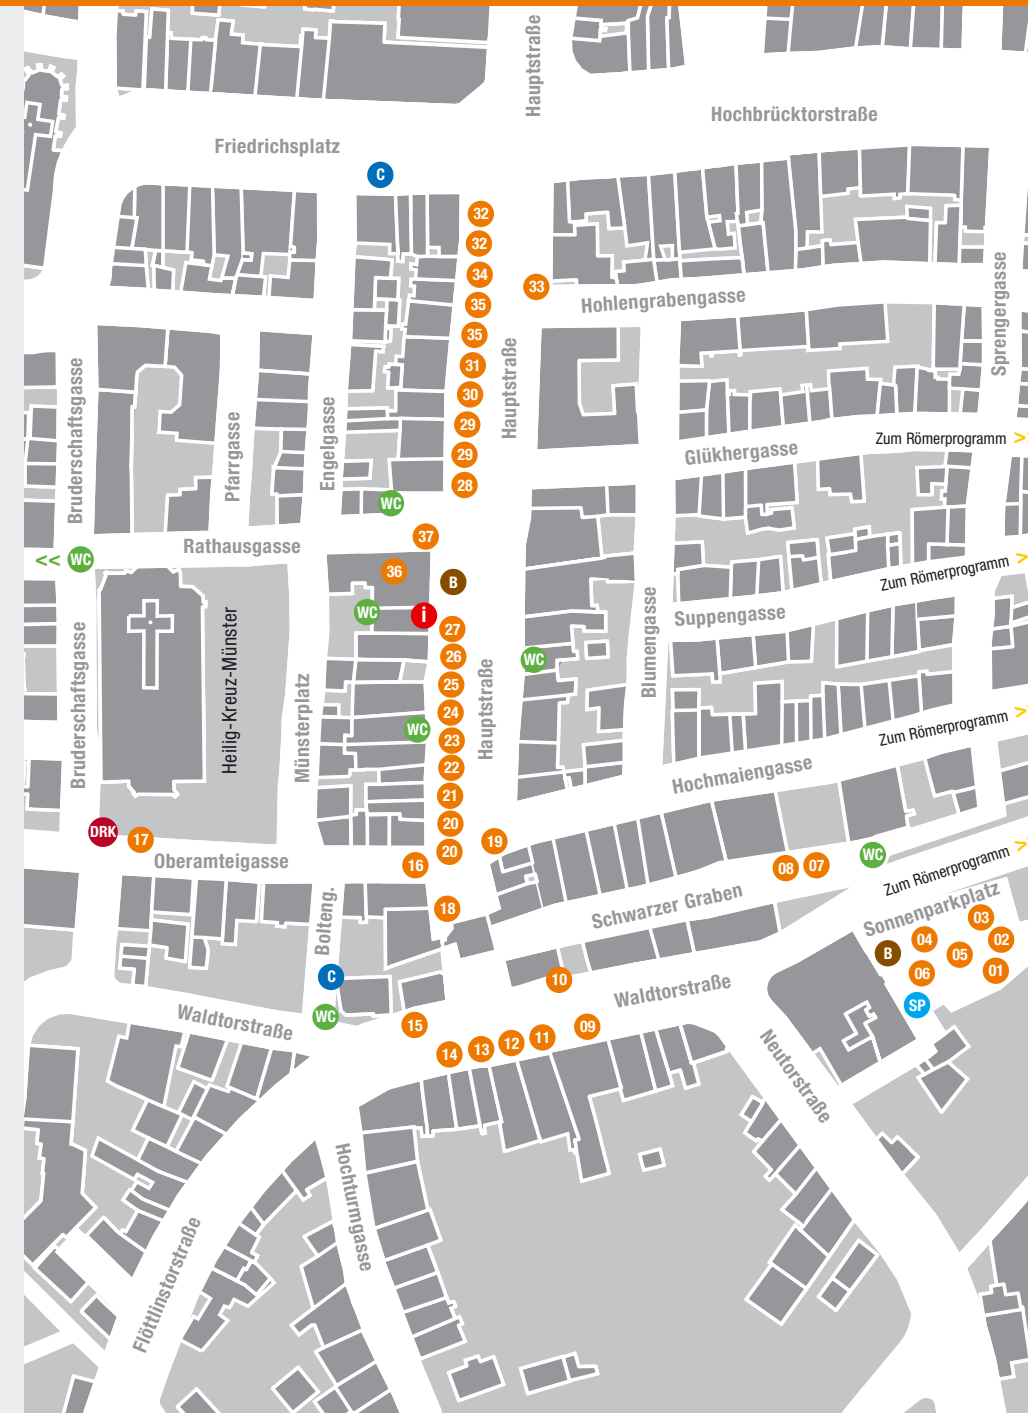 Hauptstraße
Hochbrücktorstraße
Friedrichsplatz
C
32
32
34
33
Hohlengrabengasse
Sprengergasse
35
35
31
30
29
29
28
Hauptstraße
Bruderschaftsgasse
Pfarrgasse
Engelgasse
Glükhergasse
Zum Römerprogramm >
WC
37
Rathausgasse
<< WC
36
B
WC
i
Zum Römerprogramm >
Suppengasse
Blumengasse
27
26
25
24
23
22
21
20
20
WC
WC
Hauptstraße
Bruderschaftsgasse
Heilig-Kreuz-Münster
Münsterplatz
Zum Römerprogramm >
Hochmaiengasse
DRK
17
Oberamteigasse
16
19
18
08
07
WC
Zum Römerprogramm >
Schwarzer Graben
Sonnenparkplatz
03
04
02
05
01
06
B
SP
Bolteng.
C
WC
10
Waldtorstraße
Waldtorstraße
15
14
13
12
11
09
Neutorstraße
Hochturmgasse
Flöttlinstorstraße